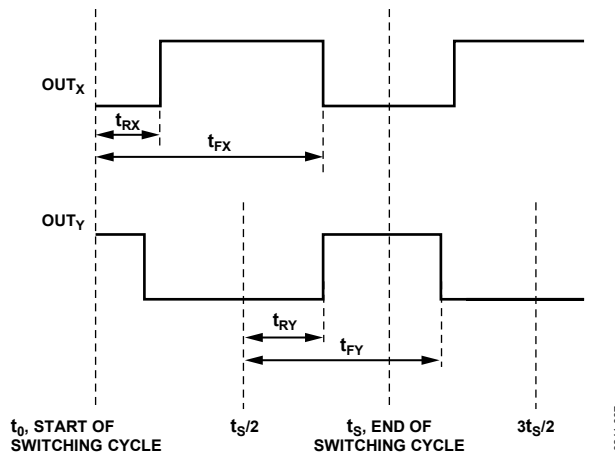 OUTX
tRX
tFX
OUTY
tRY
tFY
t0, START OF
SWITCHING CYCLE
tS/2
tS, END OF
SWITCHING CYCLE
3tS/2